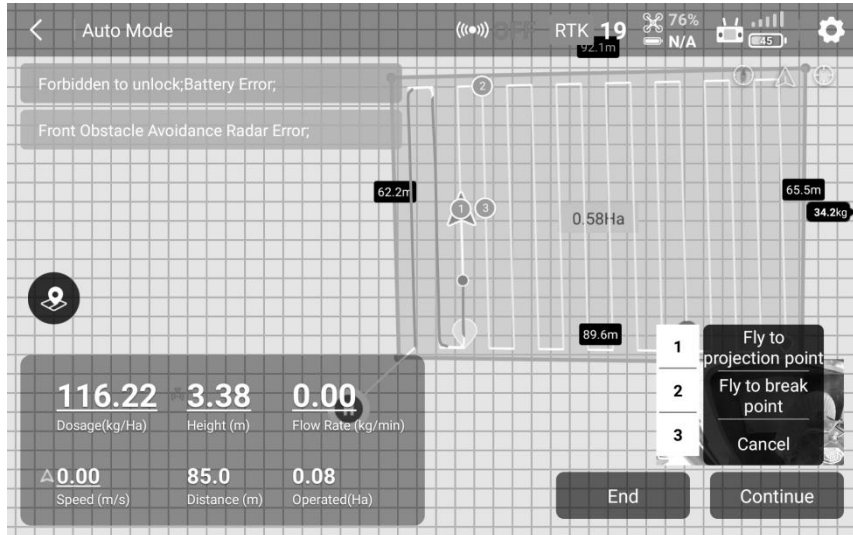 Auto Mode
OFF
RTK 19
76%
N/A
45
92.1m
Forbidden to unlock;Battery Error;
Front Obstacle Avoidance Radar Error;
2
62.2m
65.5m
34.2kg
1
3
0.58Ha
89.6m
1
Fly to
projection point
2
Fly to break
point
3
Cancel
116.22
Dosage(kg/Ha)
3.38
Height (m)
0.00
Flow Rate (kg/min)
0.00
Speed (m/s)
85.0
Distance (m)
0.08
Operated(Ha)
End
Continue